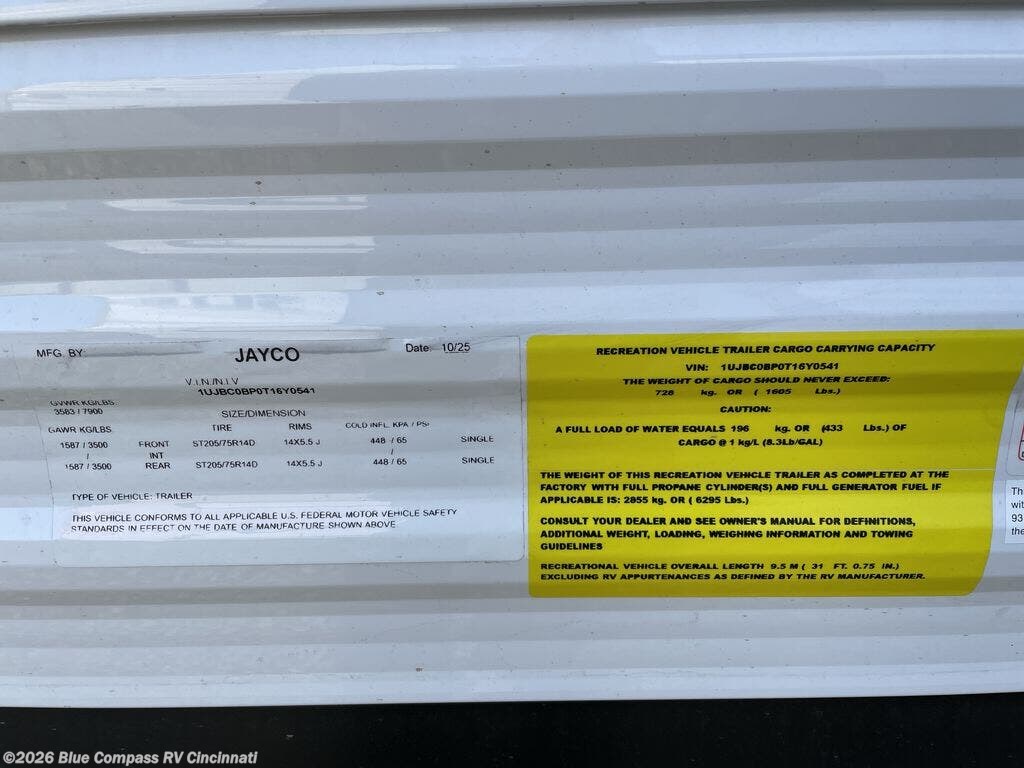 MFG. BY: JAYCO Date: 10/25
V.I.N./N.I.V
1UJBC0BP0T16Y0541
GVWR KG/LBS
3583 / 7900
SIZE/DIMENSION
GAWR KG/LBS TIRE RIMS COLD INFL. KPA / PSI
1587 / 3500 FRONT ST205/75R14D 14X5.5 J 448 / 65 SINGLE
/ INT /
1587 / 3500 REAR ST205/75R14D 14X5.5 J 448 / 65 SINGLE
TYPE OF VEHICLE: TRAILER
THIS VEHICLE CONFORMS TO ALL APPLICABLE U.S. FEDERAL MOTOR VEHICLE SAFETY
STANDARDS IN EFFECT ON THE DATE OF MANUFACTURE SHOWN ABOVE
RECREATION VEHICLE TRAILER CARGO CARRYING CAPACITY
VIN: 1UJBC0BP0T16Y0541
THE WEIGHT OF CARGO SHOULD NEVER EXCEED:
728 kg. OR ( 1605 Lbs.)
CAUTION:
A FULL LOAD OF WATER EQUALS 196 kg. OR (433 Lbs.) OF
CARGO @ 1 kg/L (8.3Lb/GAL)
THE WEIGHT OF THIS RECREATION VEHICLE TRAILER AS COMPLETED AT THE
FACTORY WITH FULL PROPANE CYLINDER(S) AND FULL GENERATOR FUEL IF
APPLICABLE IS: 2855 kg. OR ( 6295 Lbs.)
CONSULT YOUR DEALER AND SEE OWNER'S MANUAL FOR DEFINITIONS,
ADDITIONAL WEIGHT, LOADING, WEIGHING INFORMATION AND TOWING
GUIDELINES
RECREATIONAL VEHICLE OVERALL LENGTH 9.5 M ( 31 FT. 0.75 IN.)
EXCLUDING RV APPURTENANCES AS DEFINED BY THE RV MANUFACTURER.
Th
wit
93
the
©2026 Blue Compass RV Cincinnati